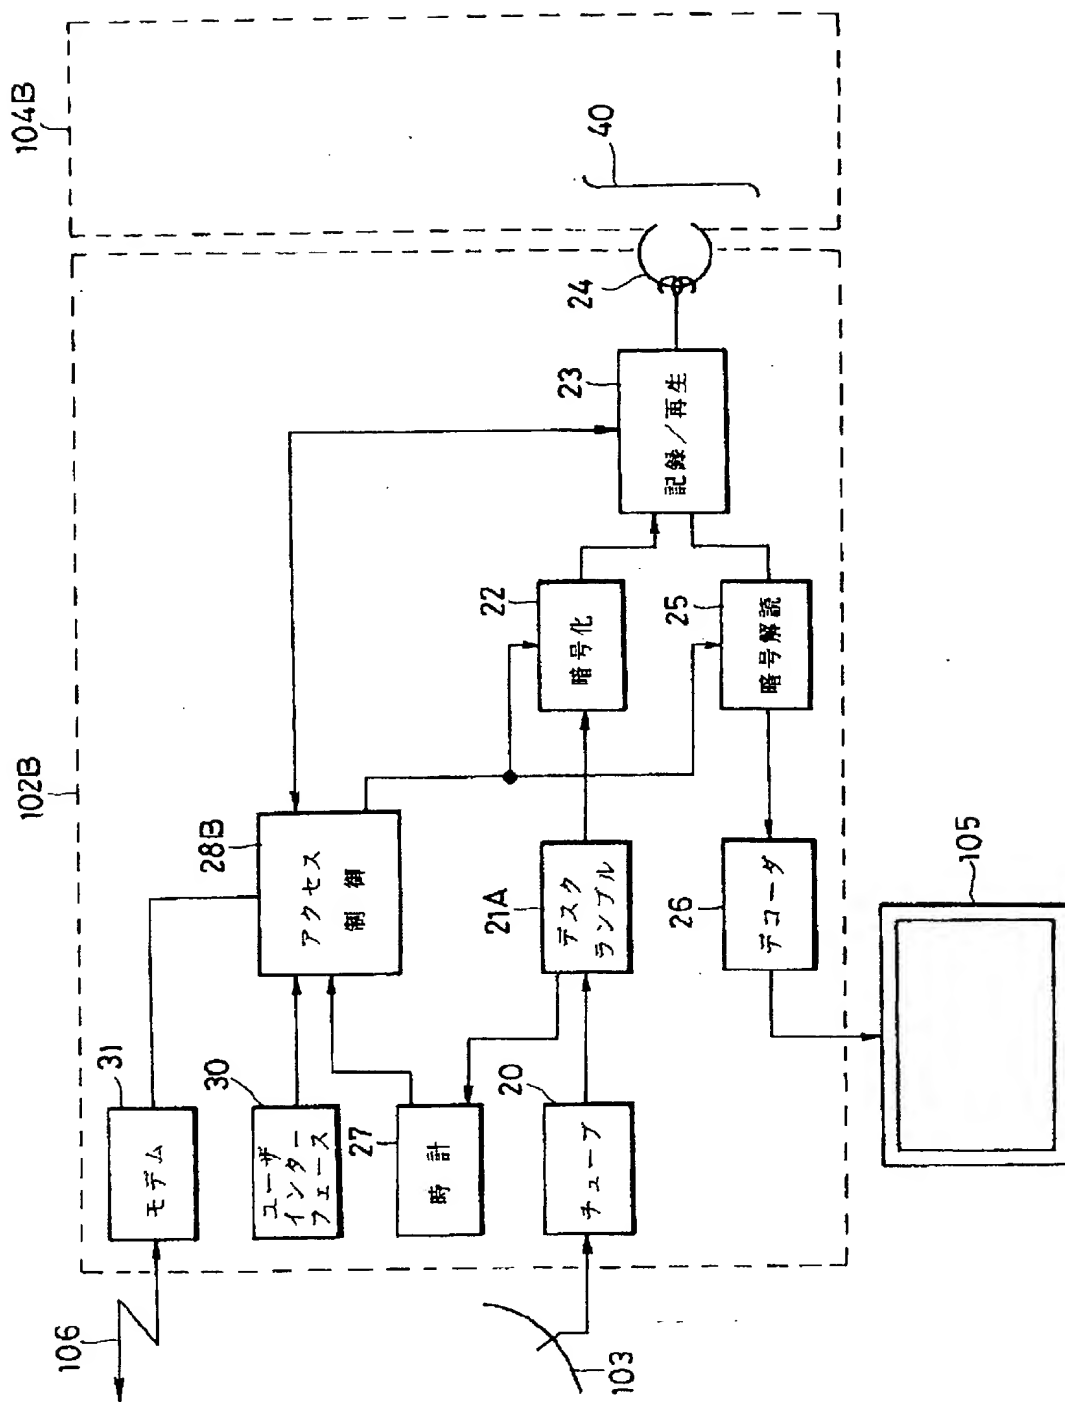 104B
102B
106
31
モデム
28B
アクセス
制御
30
ユーザ
インター
フェース
27
時計
22
暗号化
21A
デスク
ランブル
20
チューブ
103
40
24
23
記録／再生
25
暗号解読
26
デコーダ
105